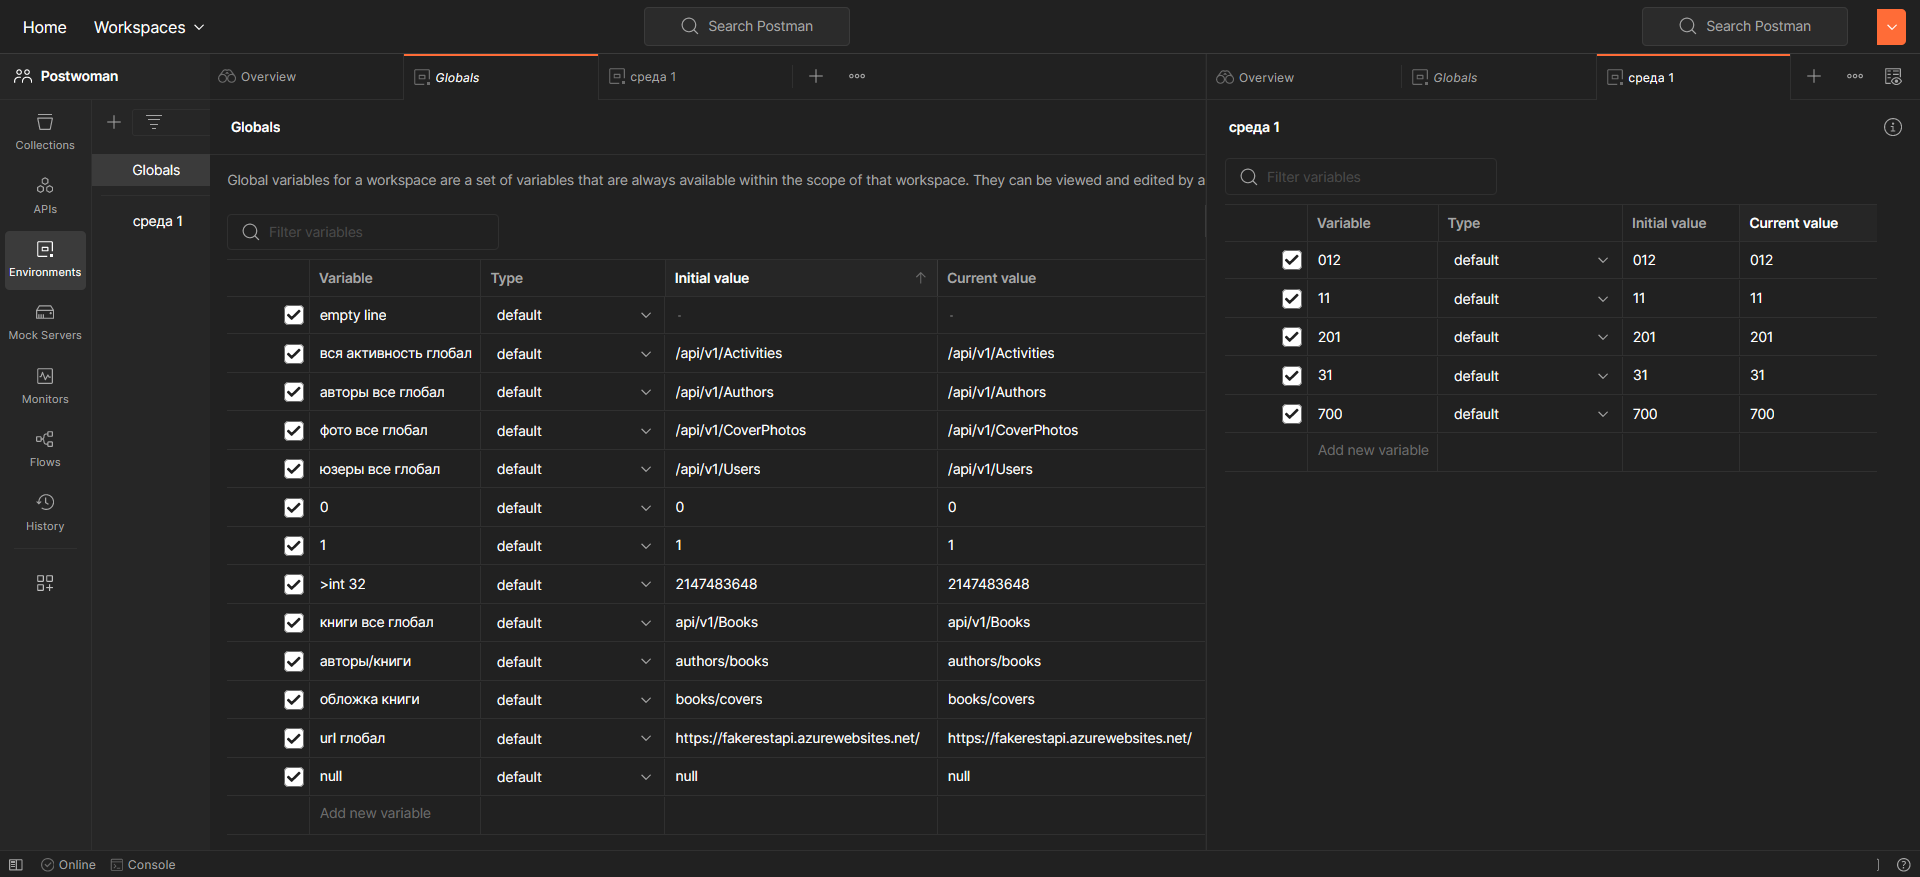 Home Workspaces Search Postman Search Postman
Postwoman Overview Globals среда 1 Overview Globals среда 1
Collections
APIs
Environments
Mock Servers
Monitors
Flows
History
Globals
среда 1
Globals
Global variables for a workspace are a set of variables that are always available within the scope of that workspace. They can be viewed and edited by a
Filter variables
Variable Type Initial value Current value
empty line default - -
вся активность глобал default /api/v1/Activities /api/v1/Activities
авторы все глобал default /api/v1/Authors /api/v1/Authors
фото все глобал default /api/v1/CoverPhotos /api/v1/CoverPhotos
юзеры все глобал default /api/v1/Users /api/v1/Users
0 default 0 0
1 default 1 1
>int 32 default 2147483648 2147483648
книги все глобал default api/v1/Books api/v1/Books
авторы/книги default authors/books authors/books
обложка книги default books/covers books/covers
url глобал default https://fakerestapi.azurewebsites.net/ https://fakerestapi.azurewebsites.net/
null default null null
Add new variable
среда 1
Filter variables
Variable Type Initial value Current value
012 default 012 012
11 default 11 11
201 default 201 201
31 default 31 31
700 default 700 700
Add new variable
Online Console